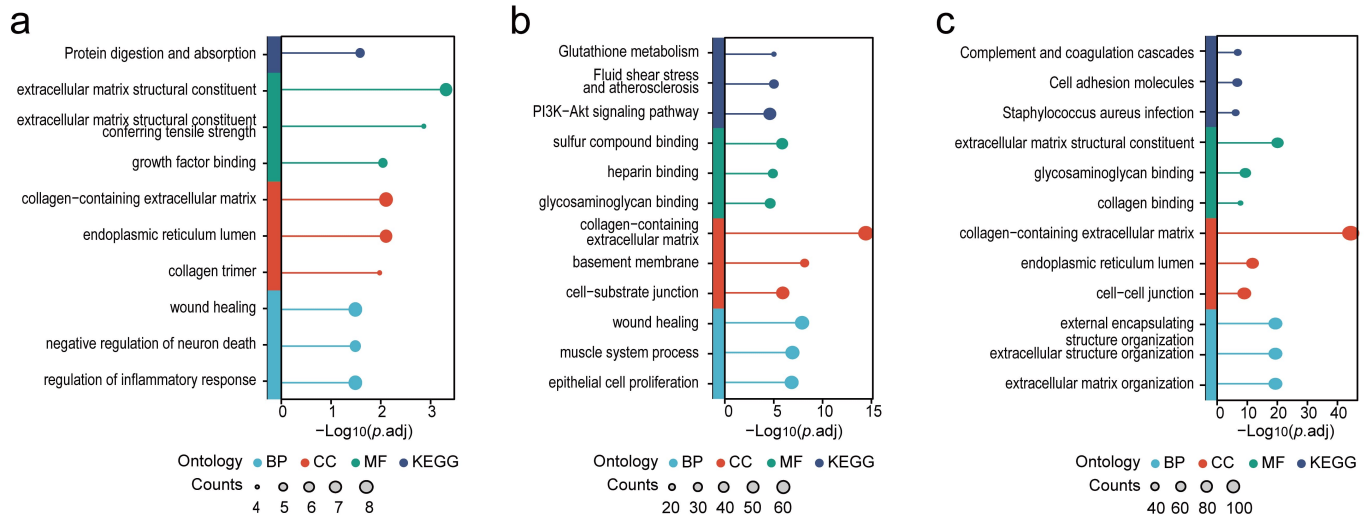 a
Protein digestion and absorption
extracellular matrix structural constituent
extracellular matrix structural constituent
conferring tensile strength
growth factor binding
collagen−containing extracellular matrix
endoplasmic reticulum lumen
collagen trimer
wound healing
negative regulation of neuron death
regulation of inflammatory response
0 1 2 3
−Log10(p.adj)
Ontology BP CC MF KEGG
Counts
4 5 6 7 8
b
Glutathione metabolism
Fluid shear stress
and atherosclerosis
PI3K−Akt signaling pathway
sulfur compound binding
heparin binding
glycosaminoglycan binding
collagen−containing
extracellular matrix
basement membrane
cell−substrate junction
wound healing
muscle system process
epithelial cell proliferation
0 5 10 15
−Log10(p.adj)
Ontology BP CC MF KEGG
Counts
20 30 40 50 60
c
Complement and coagulation cascades
Cell adhesion molecules
Staphylococcus aureus infection
extracellular matrix structural constituent
glycosaminoglycan binding
collagen binding
collagen−containing extracellular matrix
endoplasmic reticulum lumen
cell−cell junction
external encapsulating
structure organization
extracellular structure organization
extracellular matrix organization
0 10 20 30 40
−Log10(p.adj)
Ontology BP CC MF KEGG
Counts
40 60 80 100